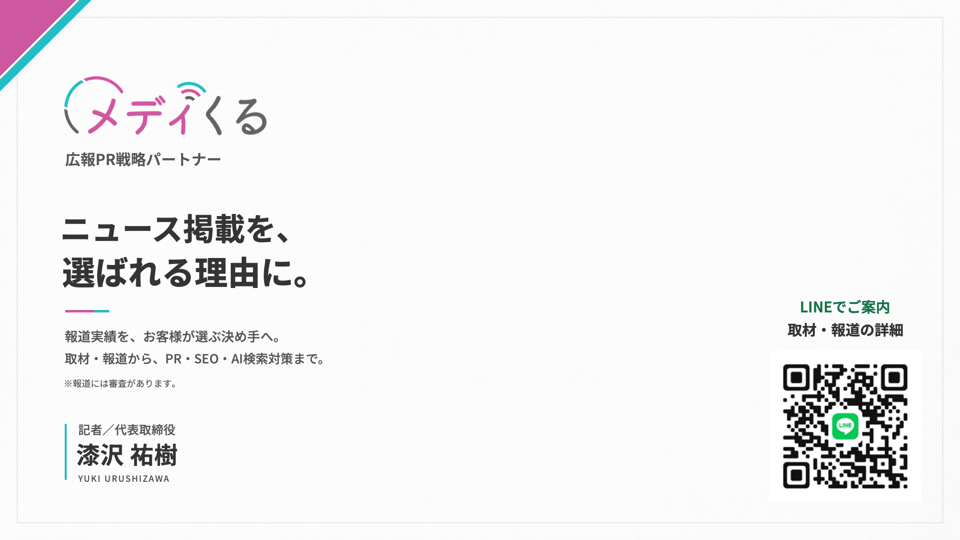 メディくる
広報PR戦略パートナー
ニュース掲載を、
選ばれる理由に。
報道実績を、お客様が選ぶ決め手へ。
取材・報道から、PR・SEO・AI検索対策まで。
※報道には審査があります。
記者／代表取締役
漆沢 祐樹
YUKI URUSHIZAWA
LINEでご案内
取材・報道の詳細
LINE